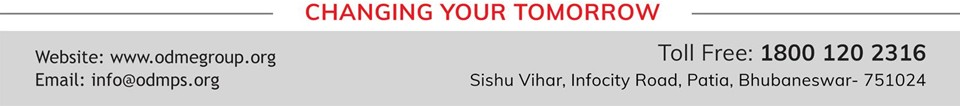 CHANGING YOUR TOMORROW
Website: www.odmegroup.org
Email: info@odmps.org
Toll Free: 1800 120 2316
Sishu Vihar, Infocity Road, Patia, Bhubaneswar- 751024